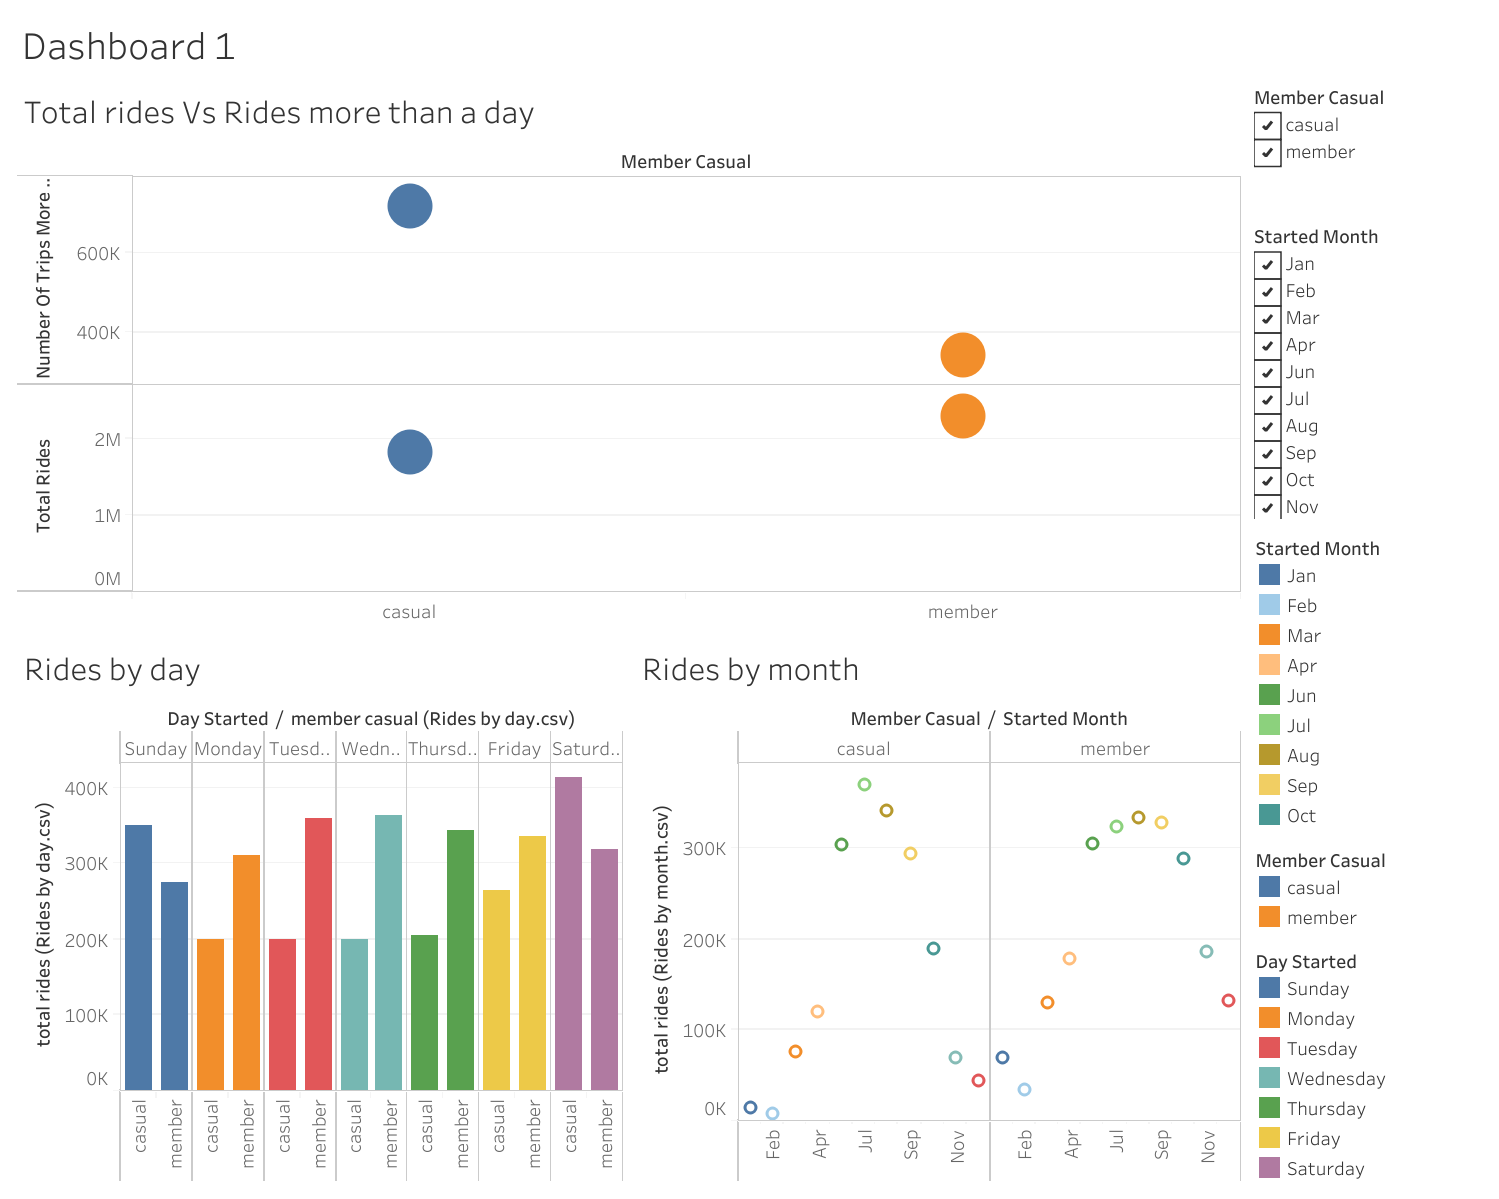 Dashboard 1
Total rides Vs Rides more than a day
Member Casual
Number Of Trips More ..
600K
400K
Total Rides
2M
1M
0M
casual
member
Member Casual
casual
member
Started Month
Jan
Feb
Mar
Apr
Jun
Jul
Aug
Sep
Oct
Nov
Started Month
Jan
Feb
Mar
Apr
Jun
Jul
Aug
Sep
Oct
Member Casual
casual
member
Day Started
Sunday
Monday
Tuesday
Wednesday
Thursday
Friday
Saturday
Rides by day
Day Started / member casual (Rides by day.csv)
Sunday Monday Tuesd.. Wedn.. Thursd.. Friday Saturd..
total rides (Rides by day.csv)
400K
300K
200K
100K
0K
casual member casual member casual member casual member casual member casual member casual member
Rides by month
Member Casual / Started Month
casual member
total rides (Rides by month.csv)
300K
200K
100K
0K
Feb Apr Jul Sep Nov Feb Apr Jul Sep Nov